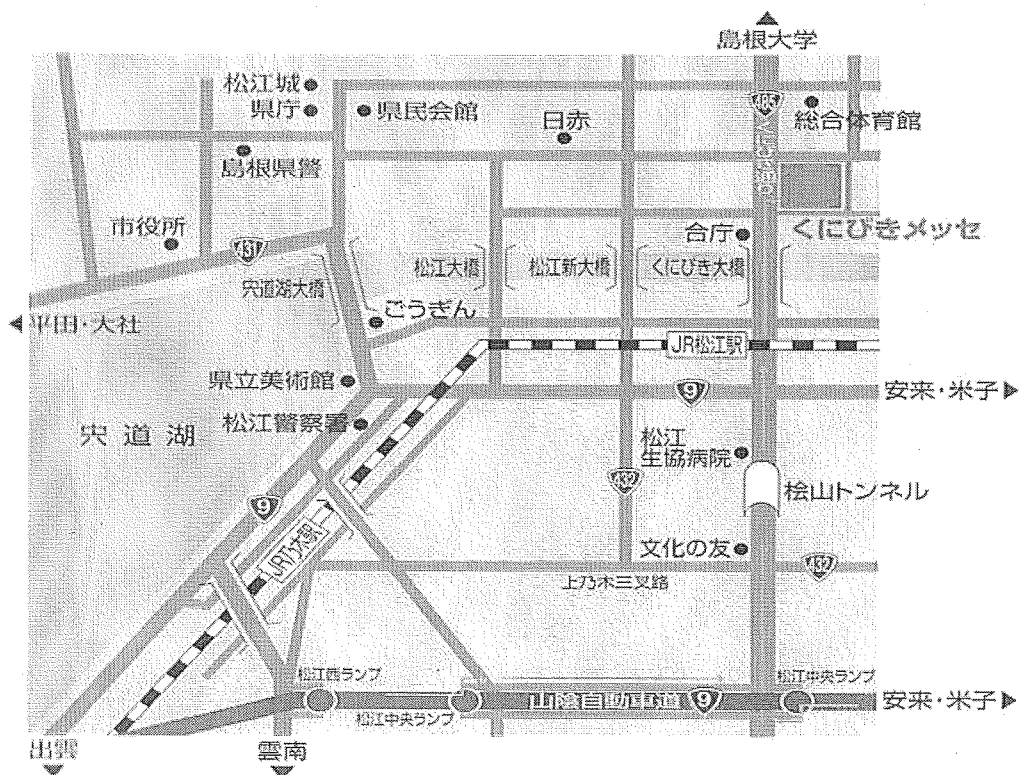 島根大学
松江城
県庁
県民会館
日赤
485
総合体育館
島根県警
市役所
431
合庁
くにびきメッセ
宍道湖大橋
松江大橋
松江新大橋
くにびき大橋
平田・大社
ごうぎん
JR松江駅
県立美術館
9
安来・米子
松江警察署
宍道湖
松江
生協病院
432
桧山トンネル
9
JR乃木駅
文化の友
432
上乃木三叉路
松江西ランプ
松江中央ランプ
山陰自動車道
9
安来・米子
松江中央ランプ
出雲
雲南